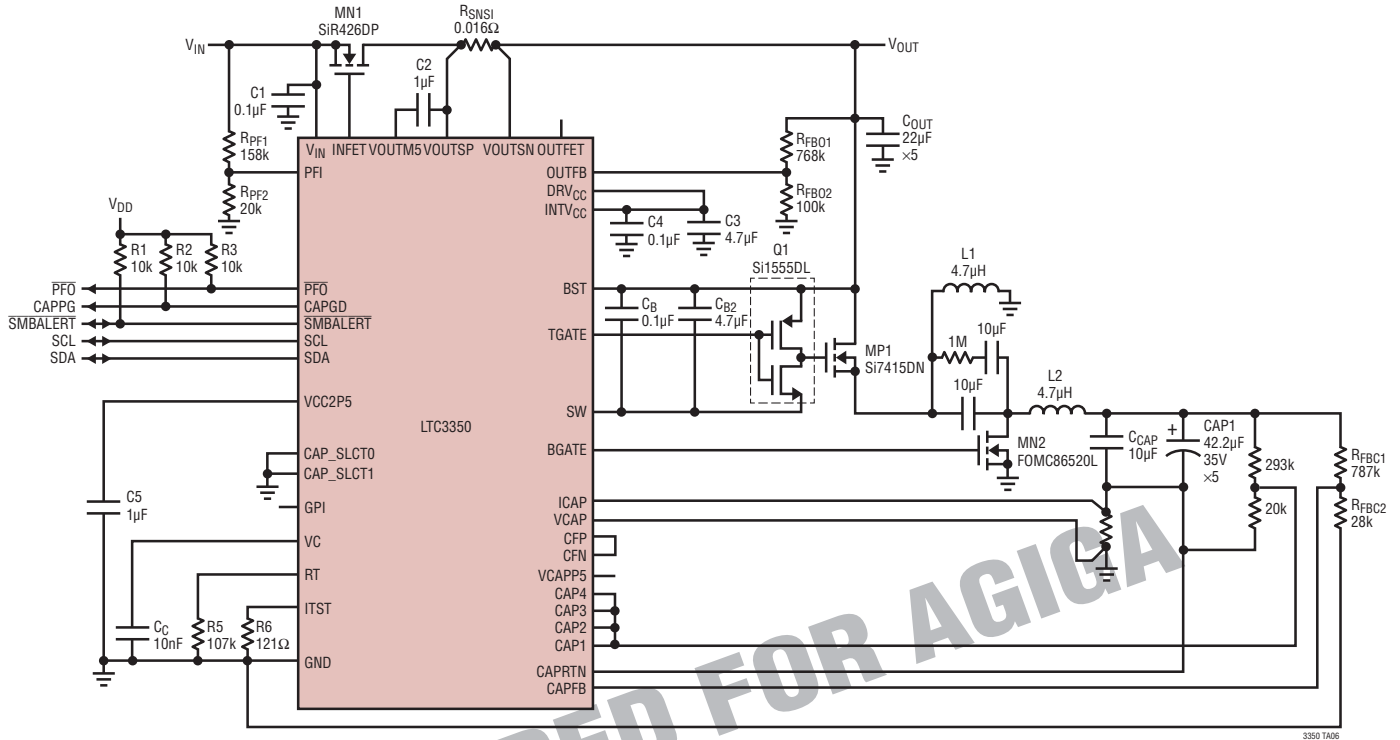 MN1
SiR426DP
RSNSI
0.016Ω
VIN
VOUT
C2
1µF
C1
0.1µF
COUT
22µF
×5
RPF1
158k
RFBO1
768k
VIN INFET VOUTM5 VOUTSP VOUTSN OUTFET
PFI
OUTFB
RPF2
20k
DRVCC
INTVCC
RFBO2
100k
VDD
C4
0.1µF
C3
4.7µF
R1
10k
R2
10k
R3
10k
Q1
Si1555DL
L1
4.7µH
PFO
PFO
BST
CAPPG
CAPGD
CB
0.1µF
CB2
4.7µF
SMBALERT
SMBALERT
TGATE
10µF
SCL
SCL
1M
SDA
SDA
MP1
Si7415DN
10µF
L2
4.7µH
VCC2P5
SW
LTC3350
CAP_SLCT0
BGATE
MN2
FOMC86520L
CCAP
10µF
+
CAP1
42.2µF
35V
×5
293k
RFBC1
787k
CAP_SLCT1
C5
1µF
GPI
ICAP
VCAP
20k
RFBC2
28k
VC
CFP
CFN
RT
VCAPP5
CAP4
ITST
CAP3
CAP2
CC
10nF
R5
107k
R6
121Ω
CAP1
GND
CAPRTN
CAPFB
RED FOR AGIGA
3350 TA06